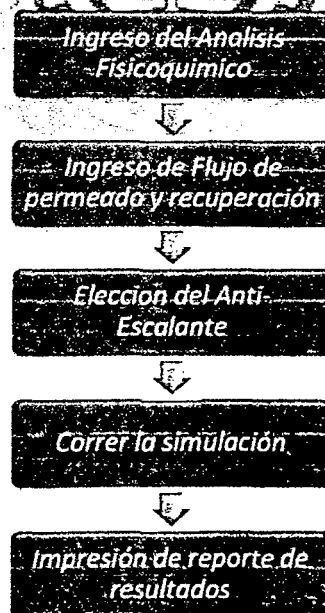 Ingreso del Analisis
Fisicoquimico
Ingreso de Flujo de
permeado y recuperación
Eleccion del Anti-
Escalante
Correr la simulación
Impresión de reporte de
resultados